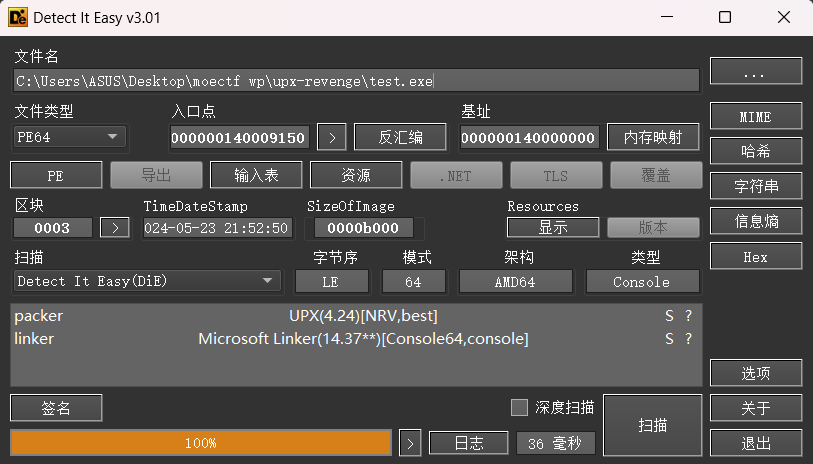 Detect It Easy v3.01
文件名
C:\Users\ASUS\Desktop\moectf wp\upx-revenge\test.exe
...
文件类型 入口点 基址
PE64 000000140009150 > 反汇编 000000140000000 内存映射 MIME
哈希
PE 导出 输入表 资源 .NET TLS 覆盖 字符串
区块 TimeDateStamp SizeOfImage Resources
0003 > 024-05-23 21:52:50 0000b000 显示 版本 信息熵
扫描 字节序 模式 架构 类型
Detect It Easy(DiE) LE 64 AMD64 Console Hex
packer UPX(4.24)[NRV,best] S ?
linker Microsoft Linker(14.37**)[Console64,console] S ?
选项
签名 深度扫描 扫描 关于
100% > 日志 36 毫秒 退出